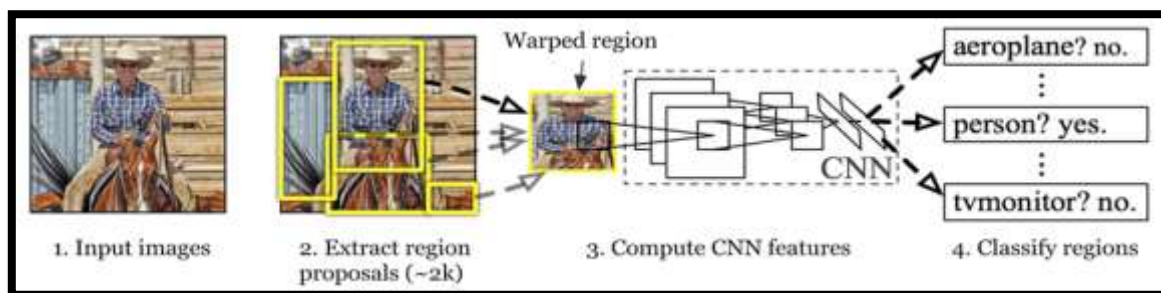 Warped region
aeroplane? no.
person? yes.
CNN
tvmonitor? no.
1. Input images
2. Extract region
proposals (~2k)
3. Compute CNN features
4. Classify regions